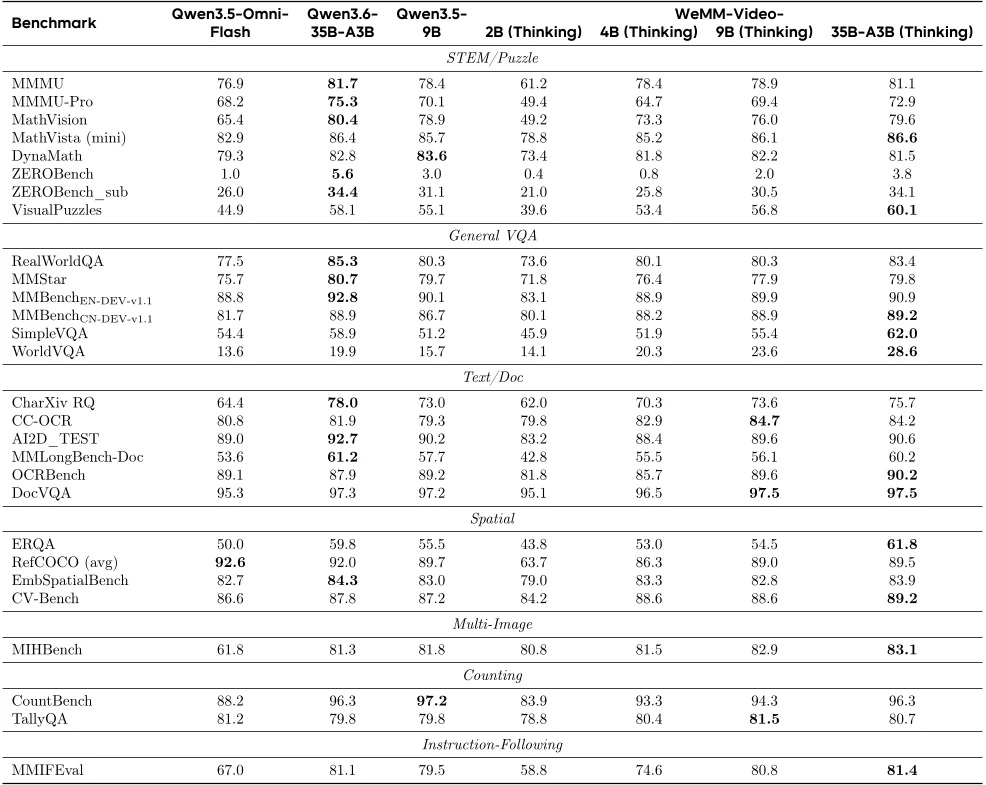 Benchmark Qwen3.5-Omni-Flash Qwen3.6-35B-A3B Qwen3.5-9B WeMM-Video-
2B (Thinking) 4B (Thinking) 9B (Thinking) 35B-A3B (Thinking)
STEM/Puzzle
MMMU 76.9 81.7 78.4 61.2 78.4 78.9 81.1
MMMU-Pro 68.2 75.3 70.1 49.4 64.7 69.4 72.9
MathVision 65.4 80.4 78.9 49.2 73.3 76.0 79.6
MathVista (mini) 82.9 86.4 85.7 78.8 85.2 86.1 86.6
DynaMath 79.3 82.8 83.6 73.4 81.8 82.2 81.5
ZEROBench 1.0 5.6 3.0 0.4 0.8 2.0 3.8
ZEROBench_sub 26.0 34.4 31.1 21.0 25.8 30.5 34.1
VisualPuzzles 44.9 58.1 55.1 39.6 53.4 56.8 60.1
General VQA
RealWorldQA 77.5 85.3 80.3 73.6 80.1 80.3 83.4
MMStar 75.7 80.7 79.7 71.8 76.4 77.9 79.8
MMBench EN-DEV-v1.1 88.8 92.8 90.1 83.1 88.9 89.9 90.9
MMBench CN-DEV-v1.1 81.7 88.9 86.7 80.1 88.2 88.9 89.2
SimpleVQA 54.4 58.9 51.2 45.9 51.9 55.4 62.0
WorldVQA 13.6 19.9 15.7 14.1 20.3 23.6 28.6
Text/Doc
CharXiv RQ 64.4 78.0 73.0 62.0 70.3 73.6 75.7
CC-OCR 80.8 81.9 79.3 79.8 82.9 84.7 84.2
AI2D_TEST 89.0 92.7 90.2 83.2 88.4 89.6 90.6
MMLongBench-Doc 53.6 61.2 57.7 42.8 55.5 56.1 60.2
OCRBench 89.1 87.9 89.2 81.8 85.7 89.6 90.2
DocVQA 95.3 97.3 97.2 95.1 96.5 97.5 97.5
Spatial
ERQA 50.0 59.8 55.5 43.8 53.0 54.5 61.8
RefCOCO (avg) 92.6 92.0 89.7 63.7 86.3 89.0 89.5
EmbSpatialBench 82.7 84.3 83.0 79.0 83.3 82.8 83.9
CV-Bench 86.6 87.8 87.2 84.2 88.6 88.6 89.2
Multi-Image
MIHBench 61.8 81.3 81.8 80.8 81.5 82.9 83.1
Counting
CountBench 88.2 96.3 97.2 83.9 93.3 94.3 96.3
TallyQA 81.2 79.8 79.8 78.8 80.4 81.5 80.7
Instruction-Following
MMIFEval 67.0 81.1 79.5 58.8 74.6 80.8 81.4